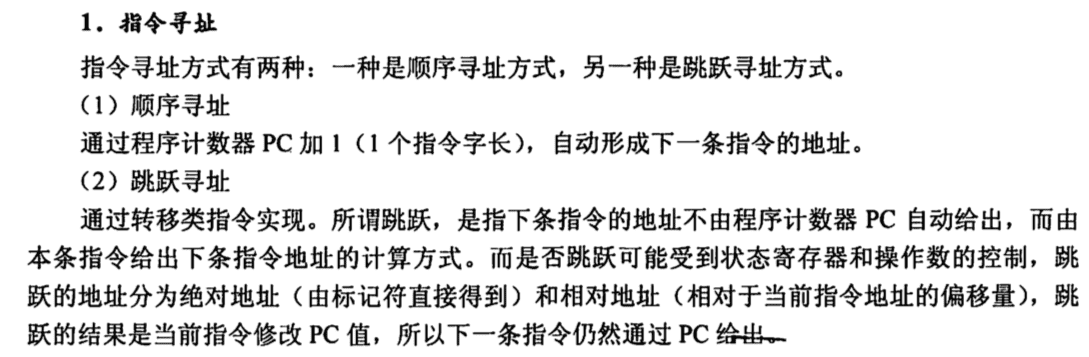 1．指令寻址
指令寻址方式有两种：一种是顺序寻址方式，另一种是跳跃寻址方式。
（1）顺序寻址
通过程序计数器 PC 加 1（1 个指令字长），自动形成下一条指令的地址。
（2）跳跃寻址
通过转移类指令实现。所谓跳跃，是指下条指令的地址不由程序计数器 PC 自动给出，而由
本条指令给出下条指令地址的计算方式。而是否跳跃可能受到状态寄存器和操作数的控制，跳
跃的地址分为绝对地址（由标记符直接得到）和相对地址（相对于当前指令地址的偏移量），跳
跃的结果是当前指令修改 PC 值，所以下一条指令仍然通过 PC 给出。